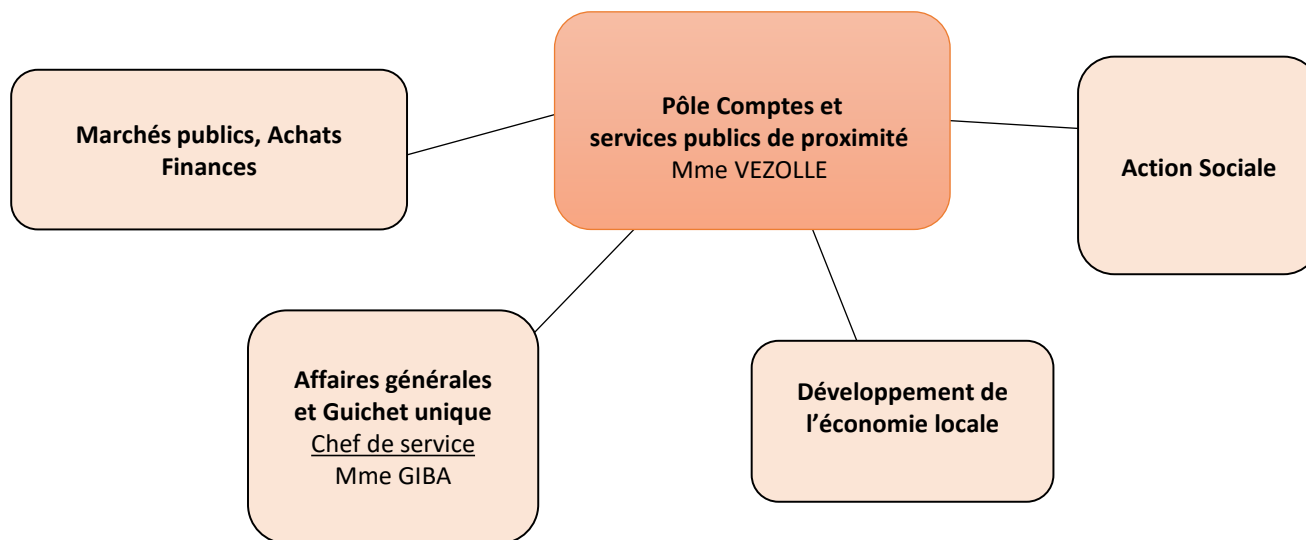 Pôle Comptes et
services publics de proximité
Mme VEZOLLE
Marchés publics, Achats
Finances
Action Sociale
Affaires générales
et Guichet unique
Chef de service
Mme GIBA
Développement de
l’économie locale